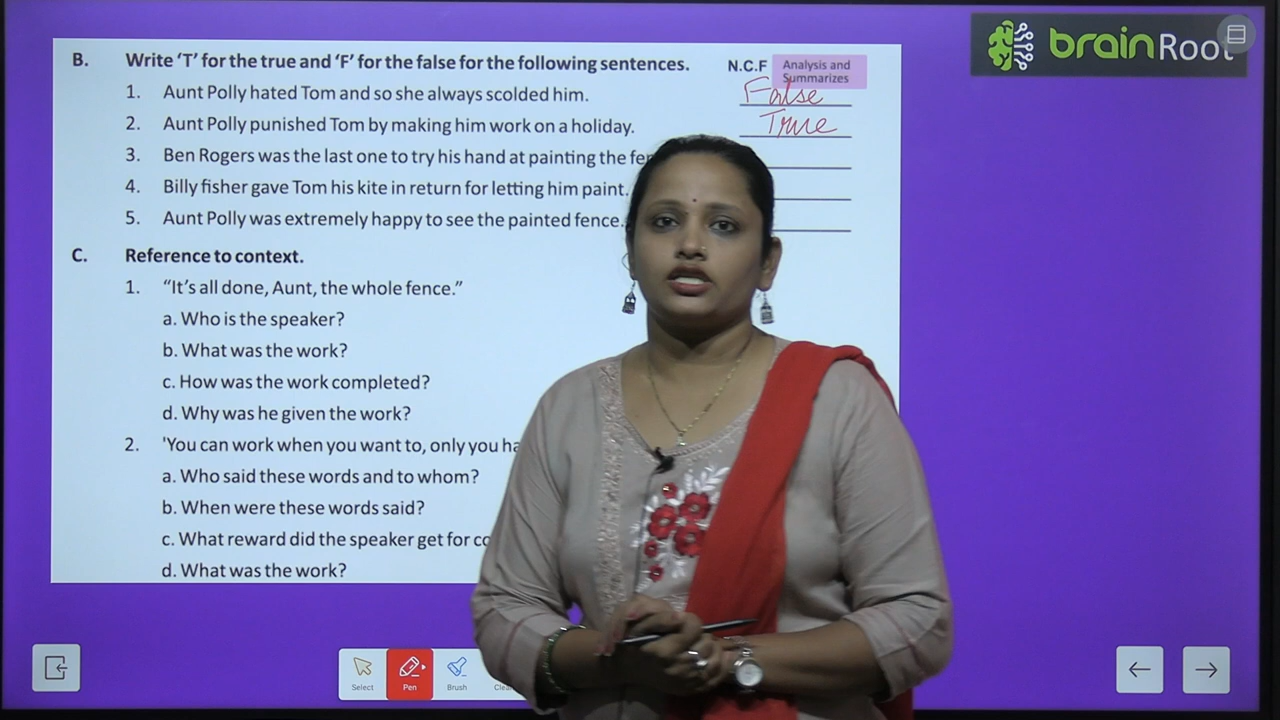 brainRoot
B. Write ‘T’ for the true and ‘F’ for the false for the following sentences. N.C.F Analysis and Summarizes
1. Aunt Polly hated Tom and so she always scolded him. False
2. Aunt Polly punished Tom by making him work on a holiday. True
3. Ben Rogers was the last one to try his hand at painting the
4. Billy fisher gave Tom his kite in return for letting him paint.
5. Aunt Polly was extremely happy to see the painted fence.
C. Reference to context.
1. “It’s all done, Aunt, the whole fence.”
a. Who is the speaker?
b. What was the work?
c. How was the work completed?
d. Why was he given the work?
2. 'You can work when you want to, only you
a. Who said these words and to whom?
b. When were these words said?
c. What reward did the speaker get for
d. What was the work?
Select Pen Brush